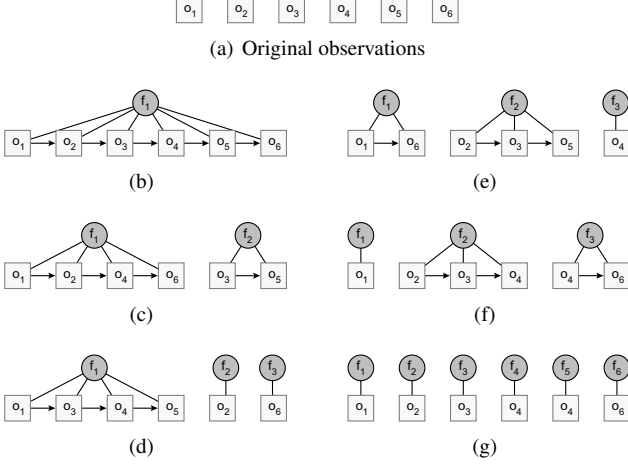 o1 o2 o3 o4 o5 o6
(a) Original observations
f1
o1 o2 o3 o4 o5 o6
(b)
f1 f2 f3
o1 o6 o2 o3 o5 o4
(e)
f1 f2
o1 o2 o4 o6 o3 o5
(c)
f1 f2 f3
o1 o2 o3 o4 o4 o6
(f)
f1 f2 f3
o1 o3 o4 o5 o2 o6
(d)
f1 f2 f3 f4 f5 f6
o1 o2 o3 o4 o4 o6
(g)